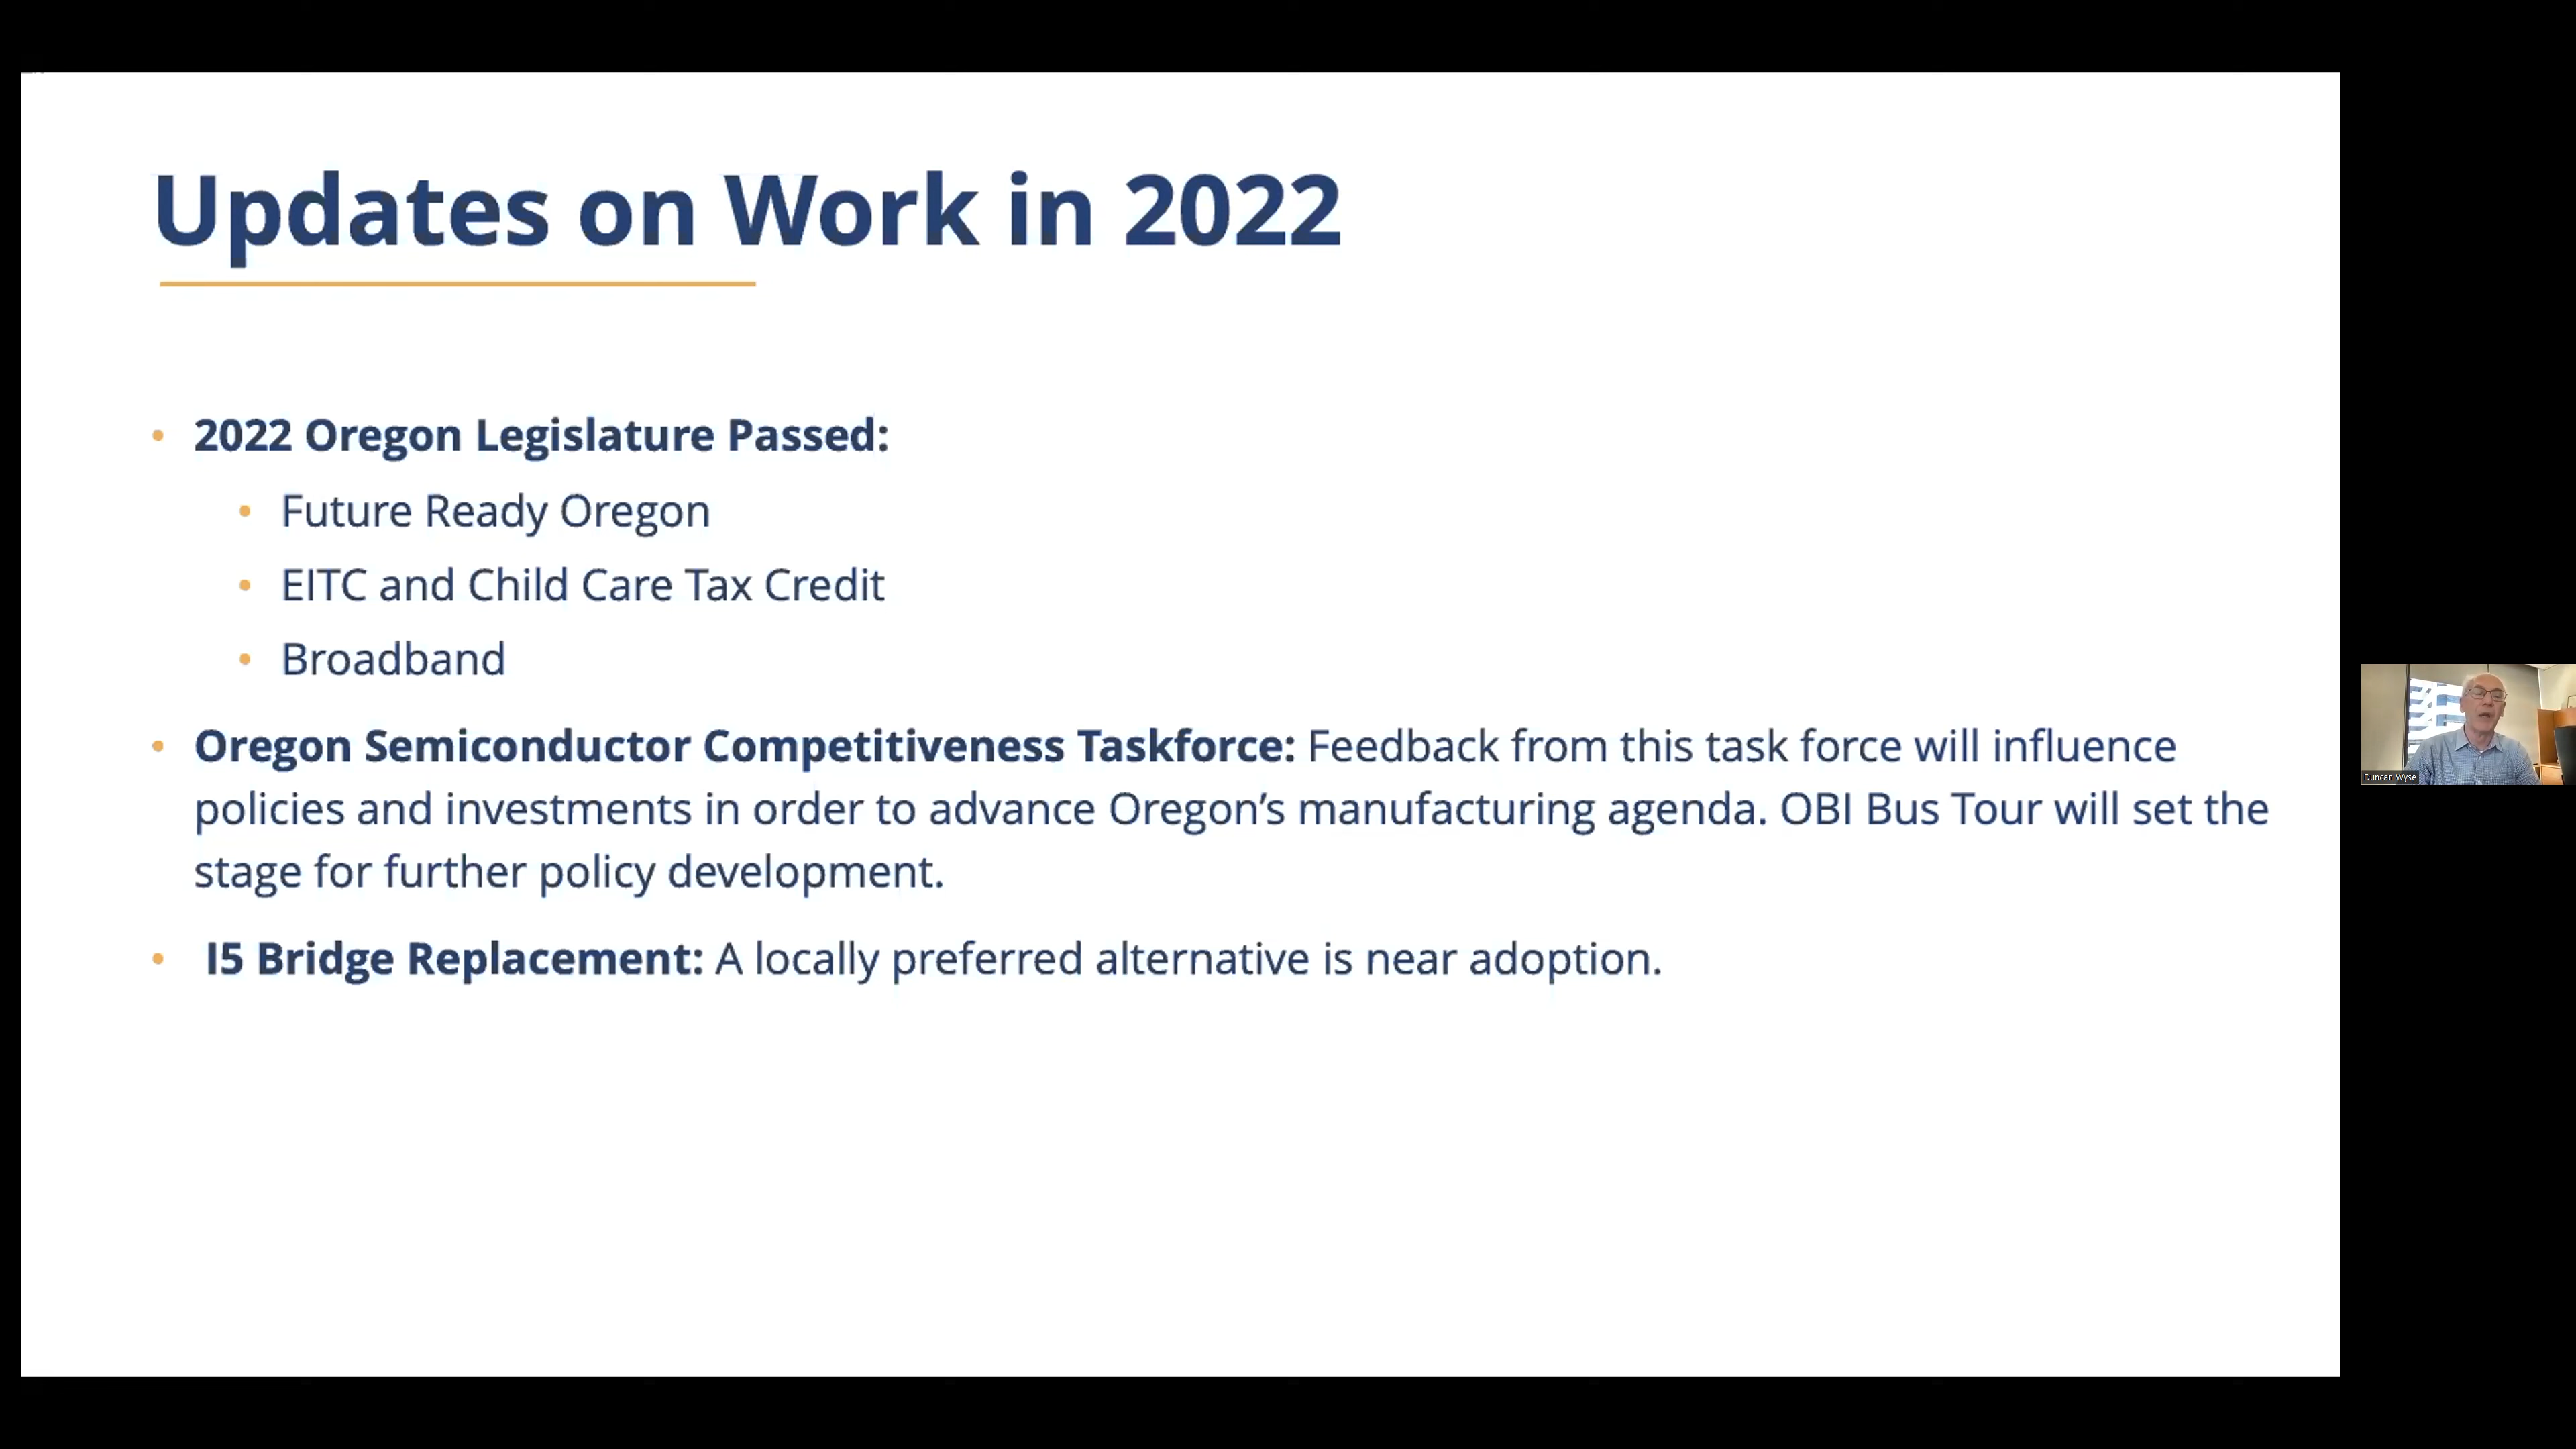 Updates on Work in 2022
• 2022 Oregon Legislature Passed:
• Future Ready Oregon
• EITC and Child Care Tax Credit
• Broadband
• Oregon Semiconductor Competitiveness Taskforce: Feedback from this task force will influence
policies and investments in order to advance Oregon’s manufacturing agenda. OBI Bus Tour will set the
stage for further policy development.
• I5 Bridge Replacement: A locally preferred alternative is near adoption.
Duncan Wyse